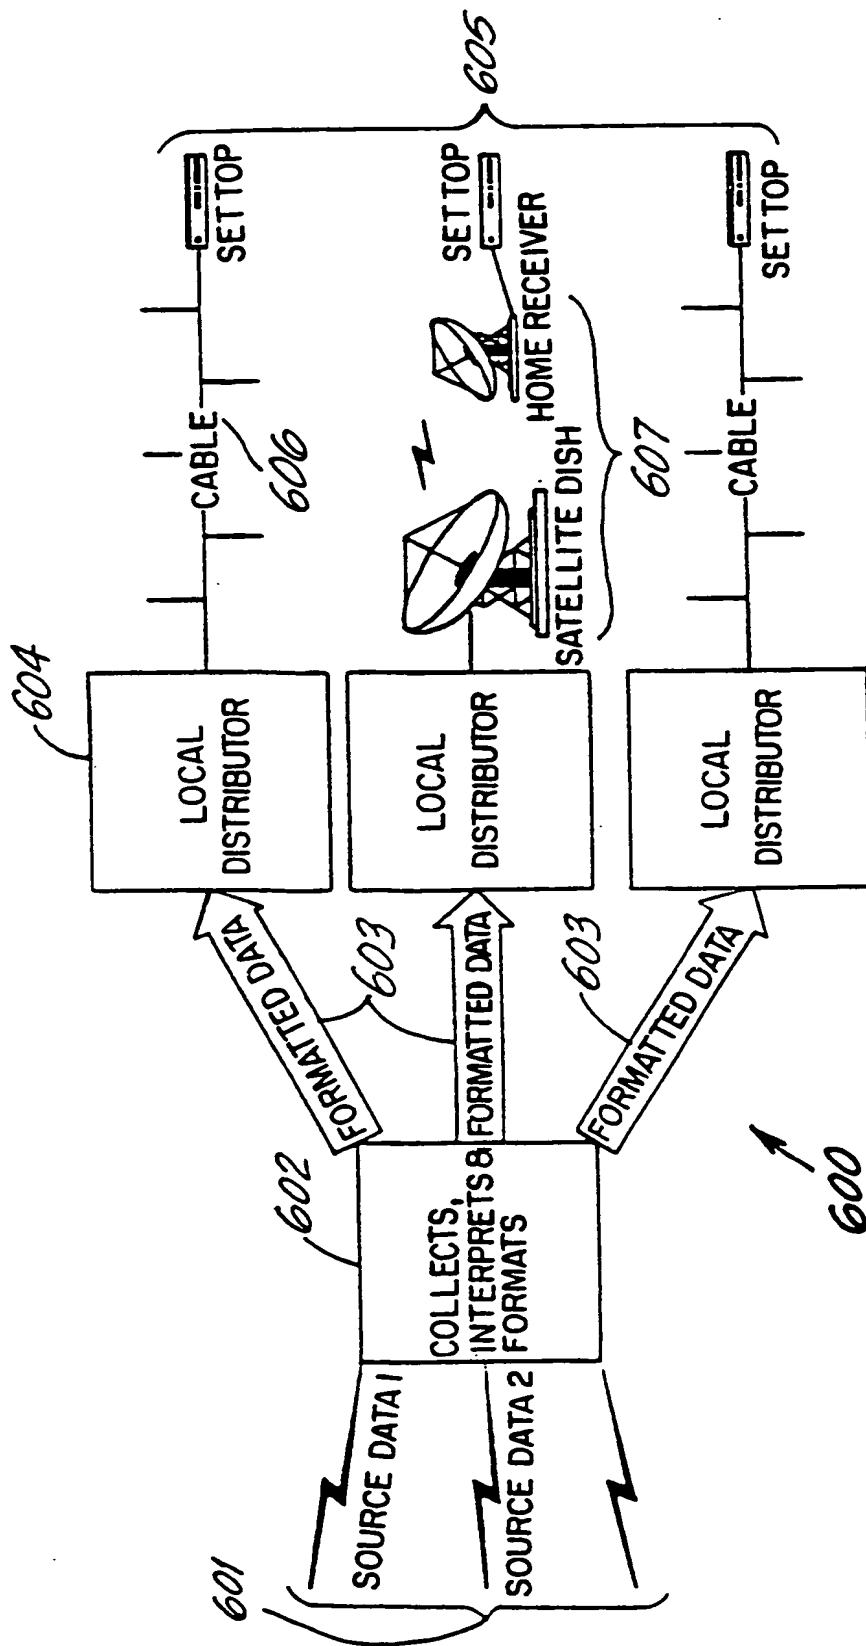 601
SOURCE DATA 1
SOURCE DATA 2
602
COLLECTS,
INTERPRETS &
FORMATS
FORMATTED DATA
603
FORMATTED DATA
603
FORMATTED DATA
604
LOCAL
DISTRIBUTOR
LOCAL
DISTRIBUTOR
LOCAL
DISTRIBUTOR
CABLE
606
SATELLITE DISH
HOME RECEIVER
607
CABLE
SET TOP
SET TOP
SET TOP
605
600